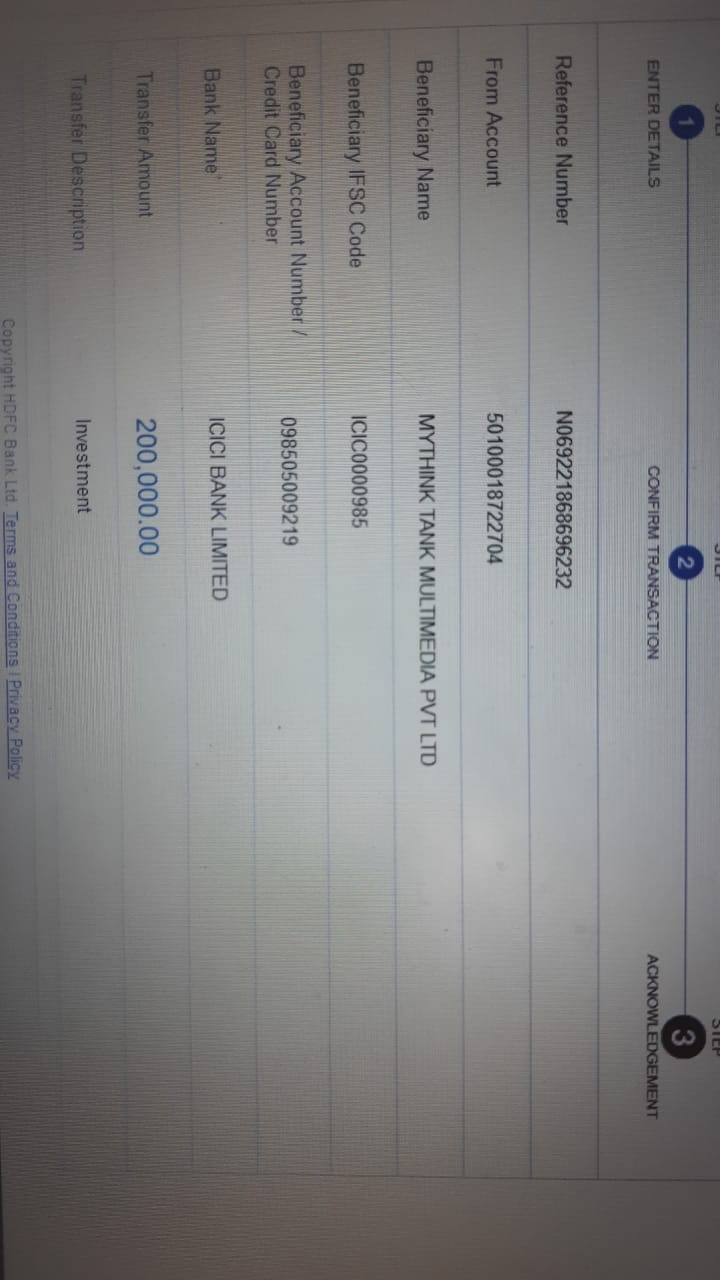 STEP STEP STEP
1 2 3
ENTER DETAILS CONFIRM TRANSACTION ACKNOWLEDGEMENT
Reference Number N069221868696232
From Account 50100018722704
Beneficiary Name MYTHINK TANK MULTIMEDIA PVT LTD
Beneficiary IFSC Code ICIC0000985
Beneficiary Account Number /
Credit Card Number 098505009219
Bank Name ICICI BANK LIMITED
Transfer Amount 200,000.00
Transfer Description Investment
Copyright HDFC Bank Ltd. Terms and Conditions | Privacy Policy